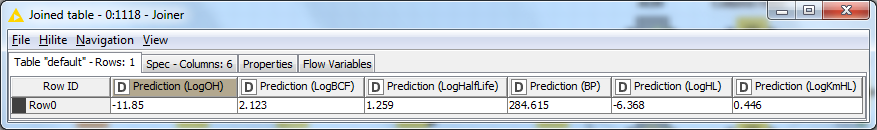 Joined table - 0:1118 - Joiner
File Hilite Navigation View
Table "default" - Rows: 1 Spec - Columns: 6 Properties Flow Variables
Row ID D Prediction (LogOH) D Prediction (LogBCF) D Prediction (LogHalfLife) D Prediction (BP) D Prediction (LogHL) D Prediction (LogKmHL)
Row0 -11.85 2.123 1.259 284.615 -6.368 0.446